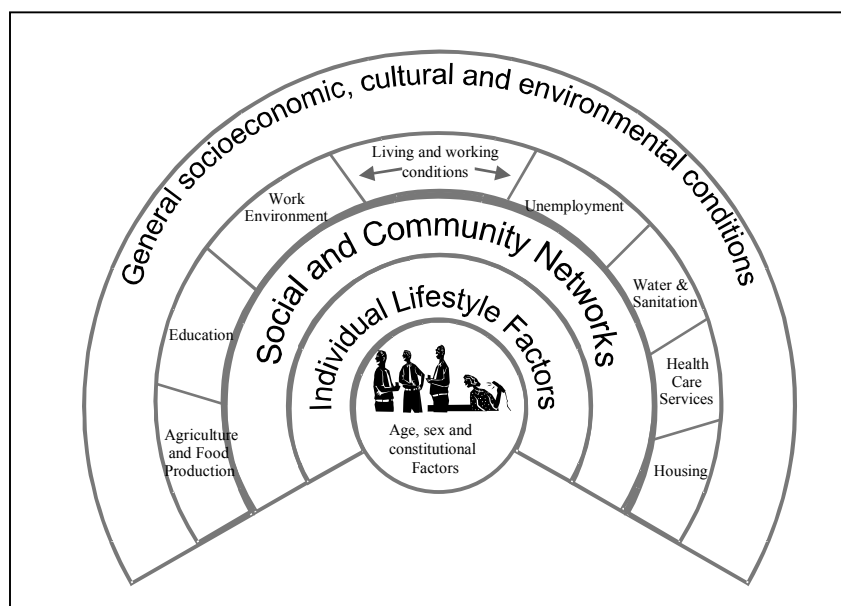 General socioeconomic, cultural and environmental conditions
Living and working
conditions
Work
Environment
Unemployment
Education
Water &
Sanitation
Agriculture
and Food
Production
Health
Care
Services
Housing
Social and Community Networks
Individual Lifestyle Factors
Age, sex and
constitutional
Factors